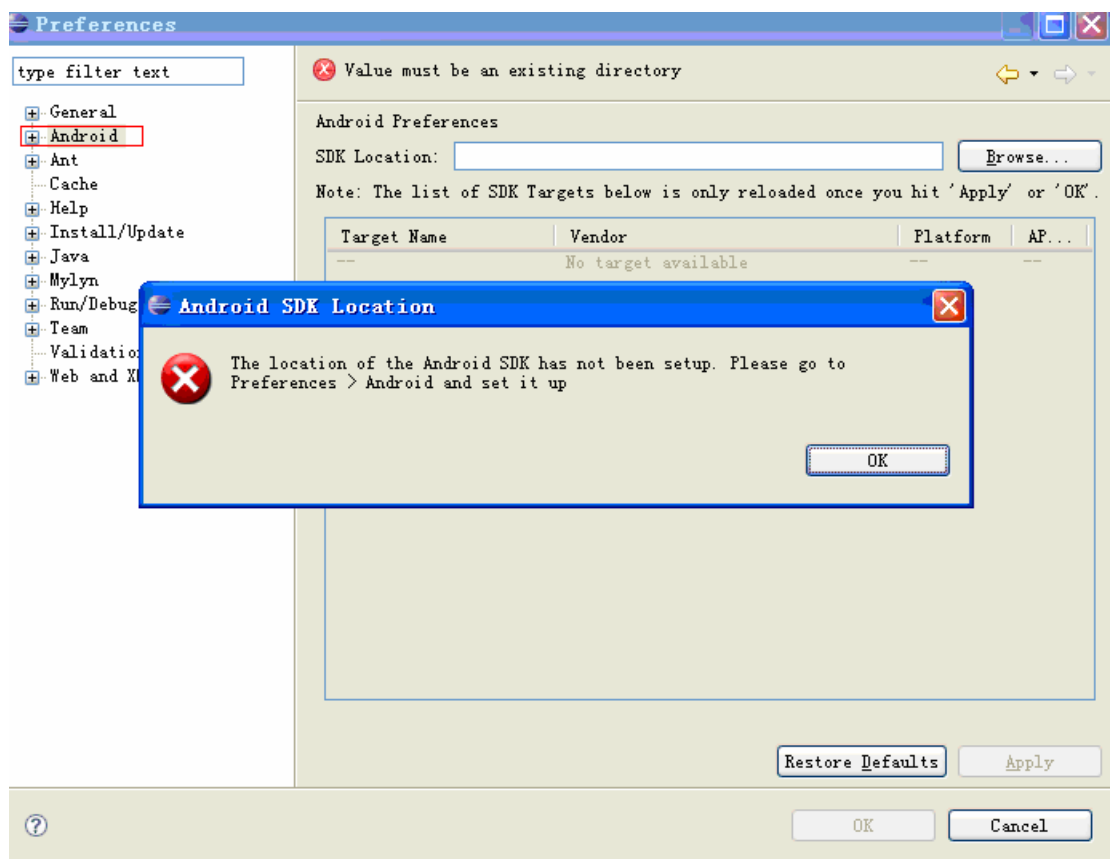 Preferences
type filter text
Value must be an existing directory
General
Android
Ant
Cache
Help
Install/Update
Java
Mylyn
Run/Debug
Team
Validatio
Web and X
Android Preferences
SDK Location:
Browse...
Note: The list of SDK Targets below is only reloaded once you hit 'Apply' or 'OK'.
Target Name Vendor Platform AP...
-- No target available -- --
Android SDK Location
The location of the Android SDK has not been setup. Please go to
Preferences > Android and set it up
OK
Restore Defaults
Apply
OK
Cancel